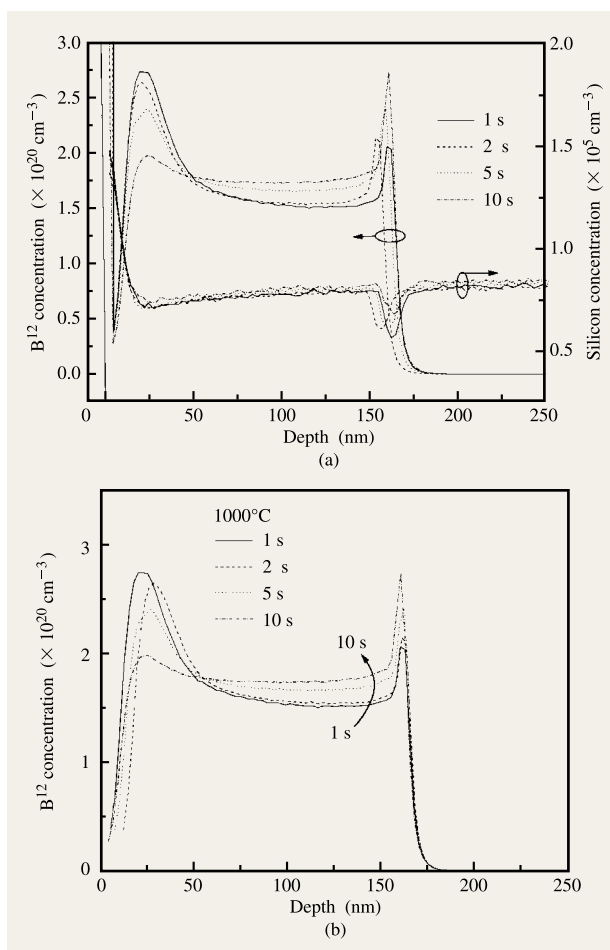 3.0
2.5
2.0
1.5
1.0
0.5
0.0
B¹² concentration (× 10²⁰ cm⁻³)
2.0
1.5
1.0
0.5
Silicon concentration (× 10⁵ cm⁻³)
1 s
2 s
5 s
10 s
0 50 100 150 200 250
Depth (nm)
(a)
3
2
1
0
B¹² concentration (× 10²⁰ cm⁻³)
1000°C
1 s
2 s
5 s
10 s
10 s
1 s
0 50 100 150 200 250
Depth (nm)
(b)